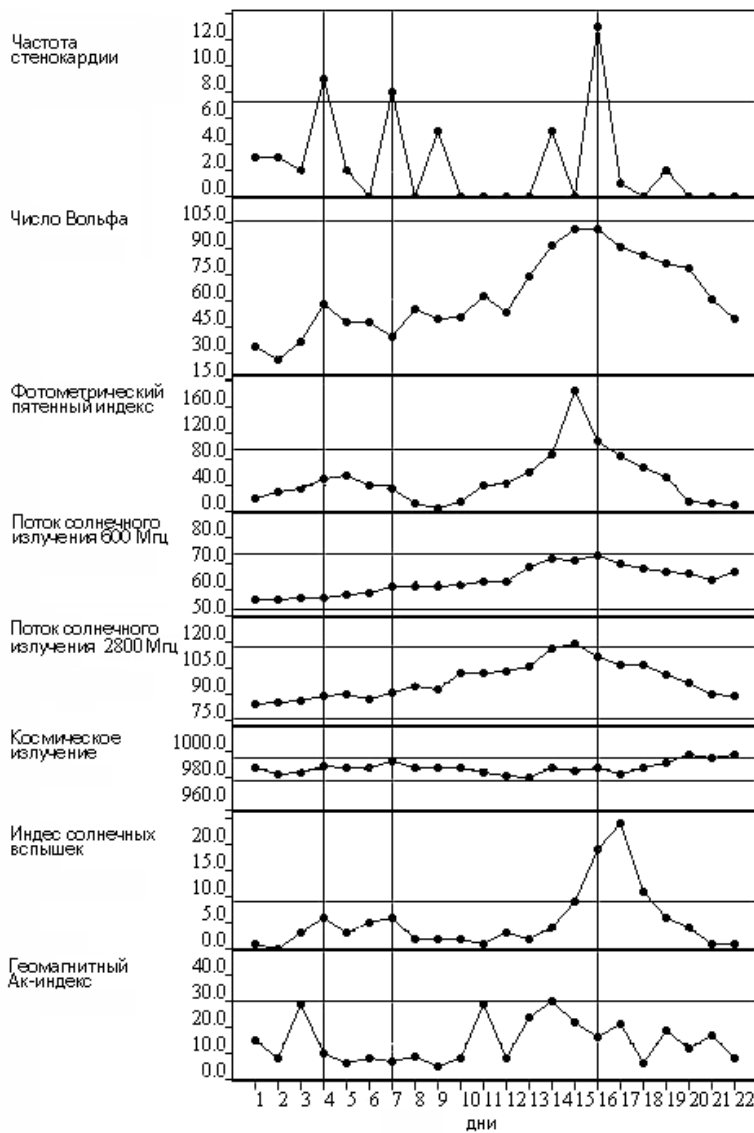 Частота
стенокардии
12.0
10.0
8.0
6.0
4.0
2.0
0.0
Число Вольфа
105.0
90.0
75.0
60.0
45.0
30.0
15.0
Фотометрический
пятенный индекс
160.0
120.0
80.0
40.0
0.0
Поток солнечного
излучения 600 Мгц
80.0
70.0
60.0
50.0
Поток солнечного
излучения 2800 Мгц
120.0
105.0
90.0
75.0
Космическое
излучение
1000.0
980.0
960.0
Индес солнечных
вспышек
20.0
15.0
10.0
5.0
0.0
Геомагнитный
Ак-индекс
40.0
30.0
20.0
10.0
0.0
1 2 3 4 5 6 7 8 9 10 11 12 13 14 15 16 17 18 19 20 21 22
дни